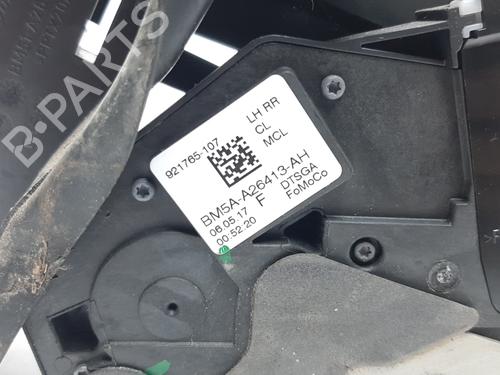 LH RR
CL
MCL
921765-107
BM5A-A26413-AH
06.05.17 F DTSGA
00:52:20 FoMoCo
B-PARTS